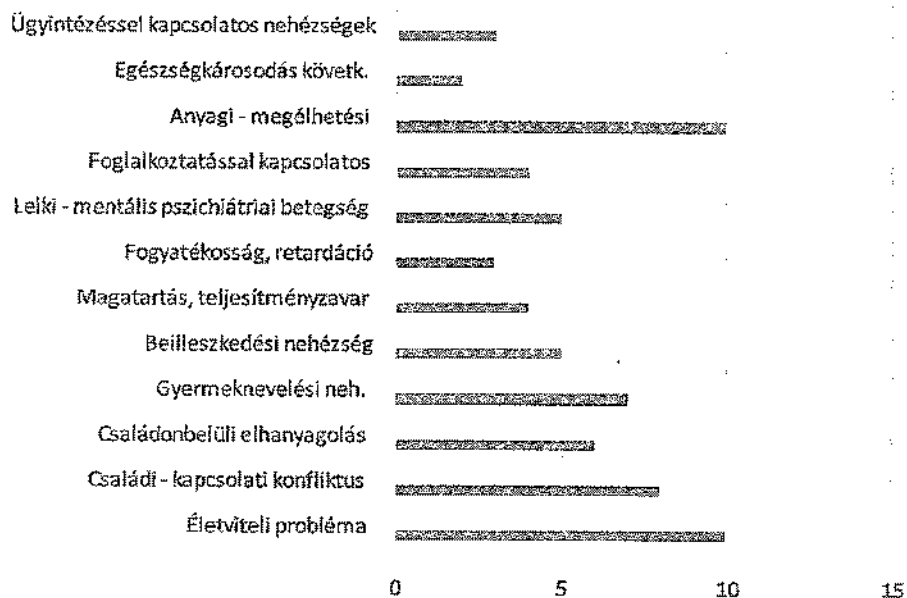 Ügyintézéssel kapcsolatos nehézségek
Egészségkárosodás követk.
Anyagi - megélhetési
Foglalkoztatással kapcsolatos
Lelki - mentális pszichiátriai betegség
Fogyatékosság, retardáció
Magatartás, teljesítményzavar
Beilleszkedési nehézség
Gyermeknevelési neh.
Családonbelüli elhanyagolás
Családi - kapcsolati konfliktus
Életviteli probléma
0 5 10 15